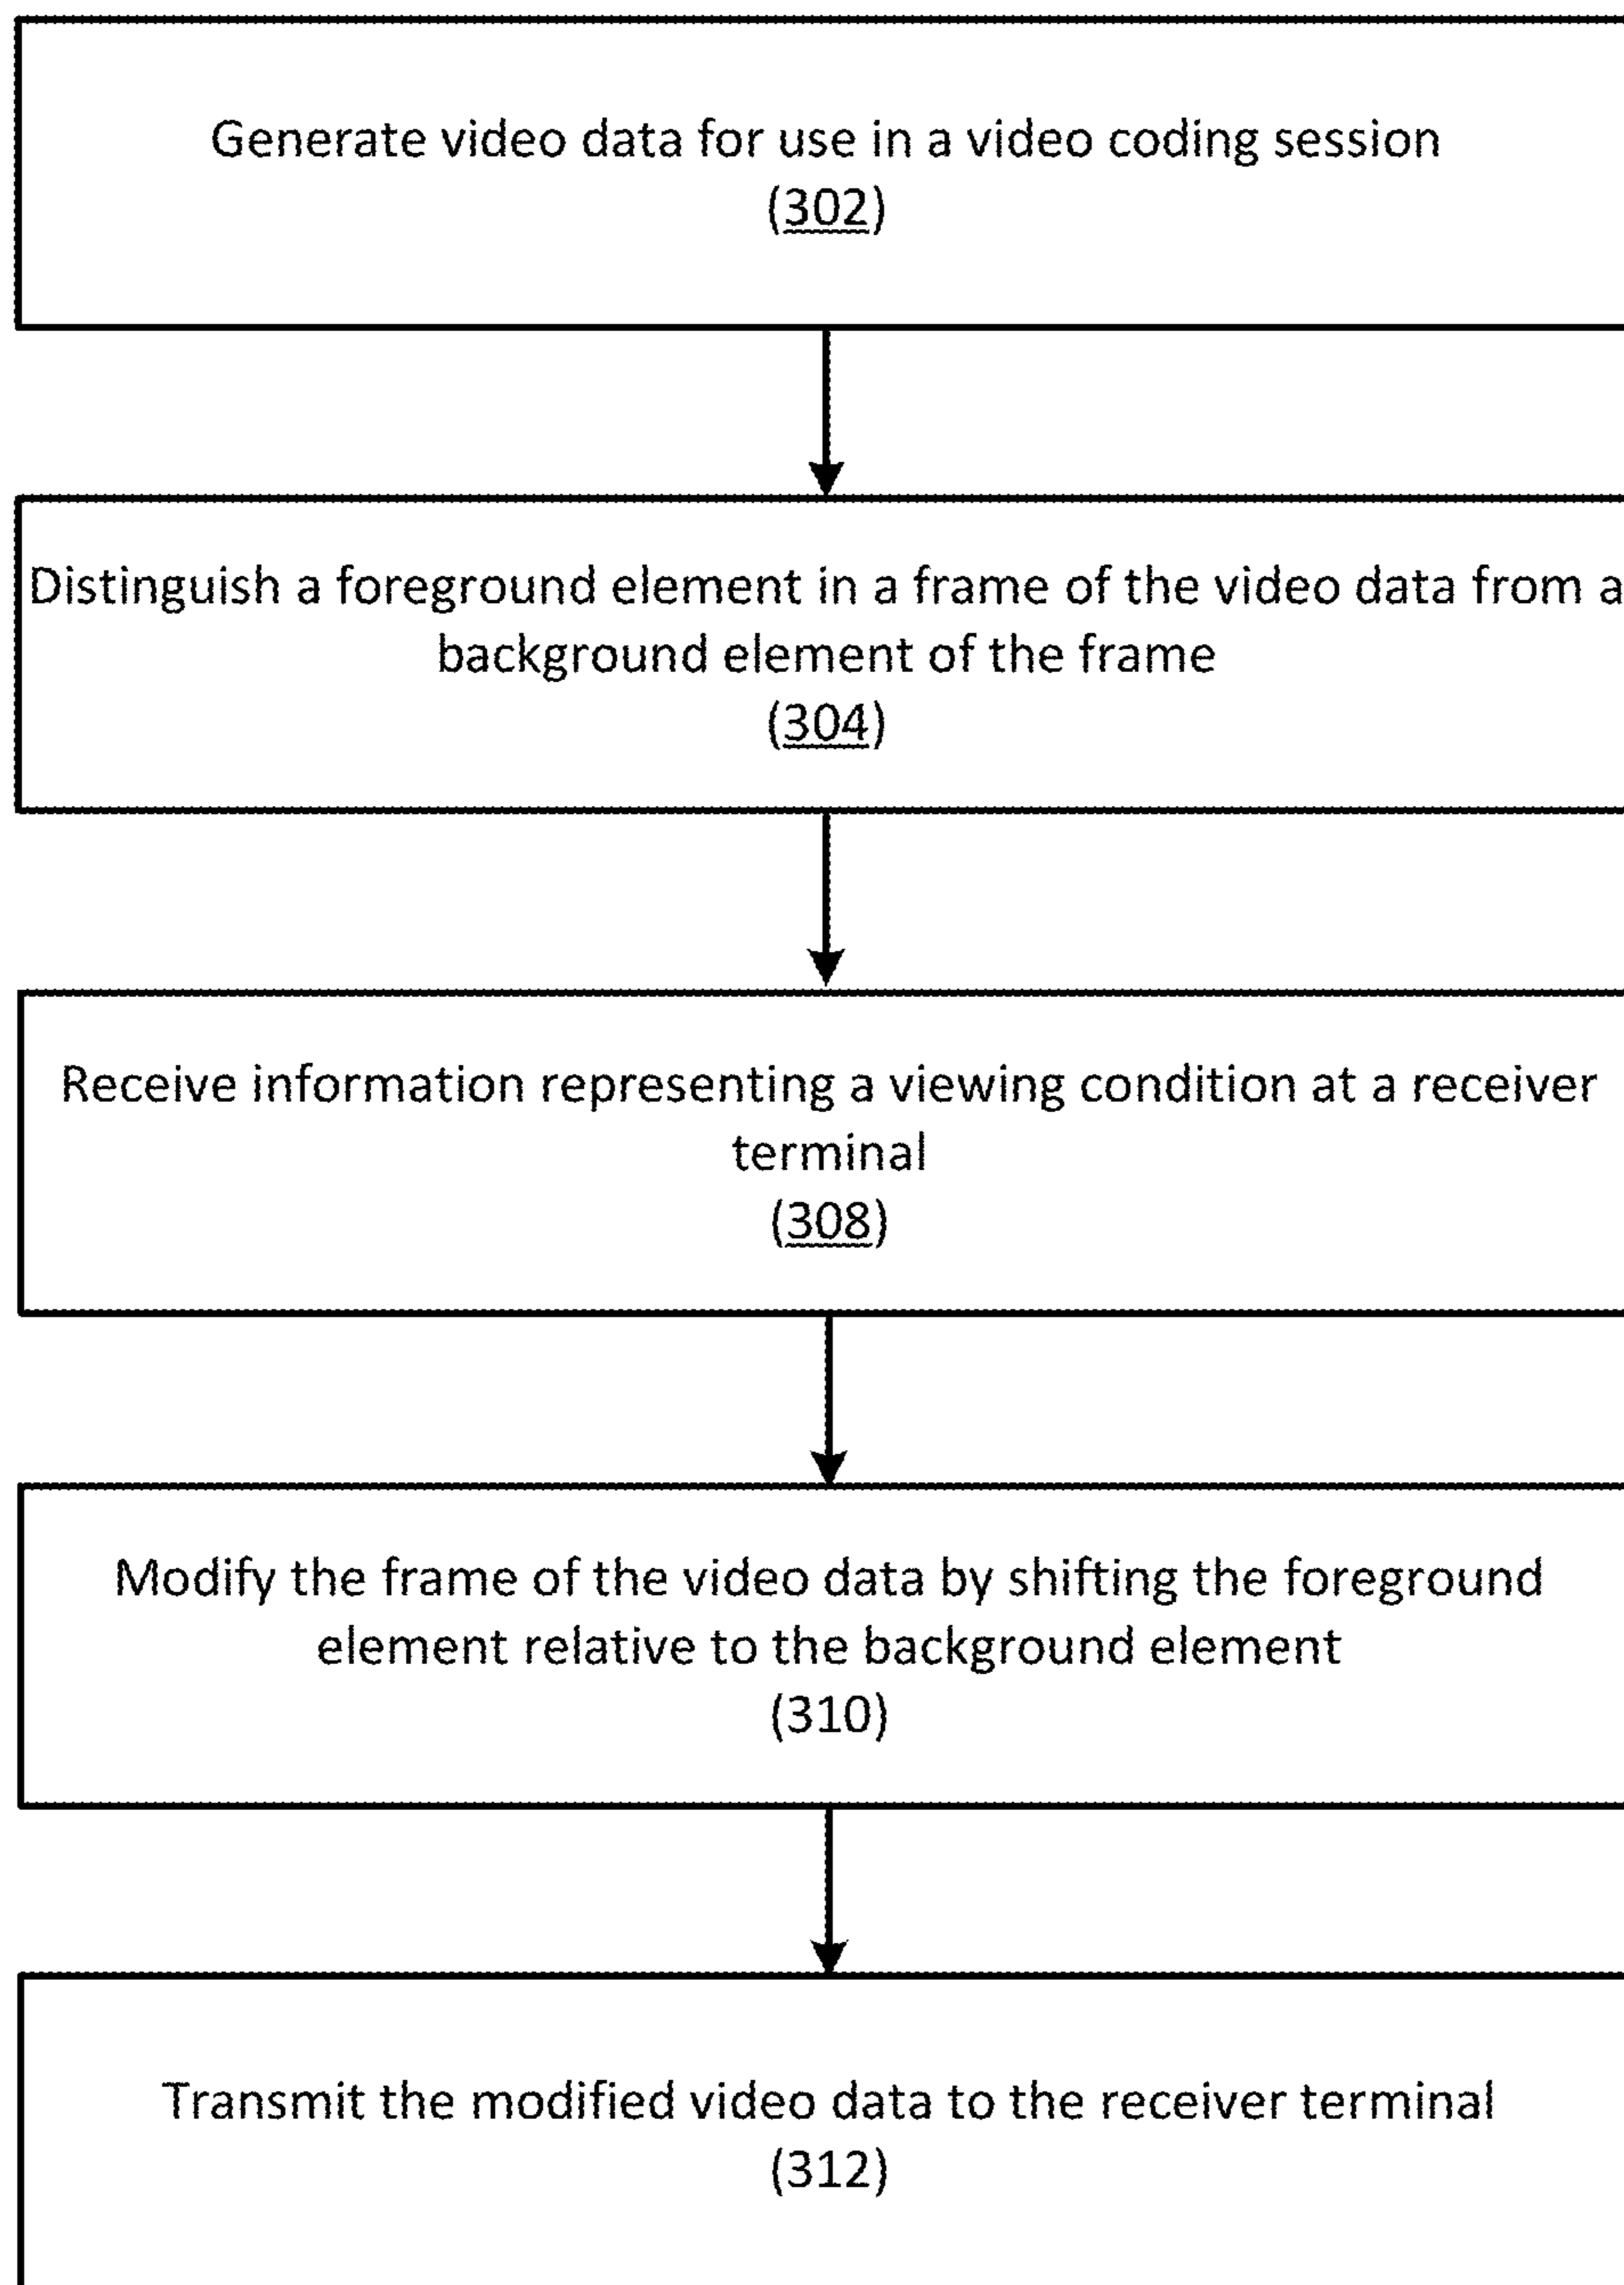 Generate video data for use in a video coding session
(302)
Distinguish a foreground element in a frame of the video data from a
background element of the frame
(304)
Receive information representing a viewing condition at a receiver
terminal
(308)
Modify the frame of the video data by shifting the foreground
element relative to the background element
(310)
Transmit the modified video data to the receiver terminal
(312)